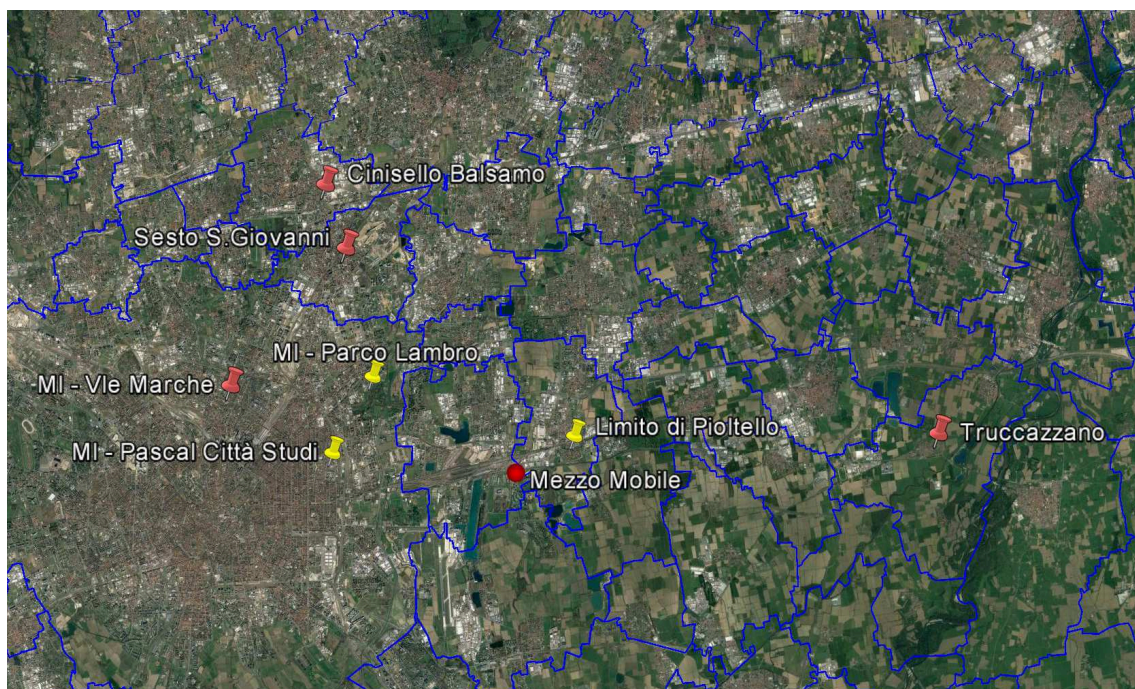 Cinisello Balsamo
Sesto S.Giovanni
MI - Parco Lambro
MI - Vle Marche
Limito di Pioltello
Truccazzano
MI - Pascal Città Studi
Mezzo Mobile